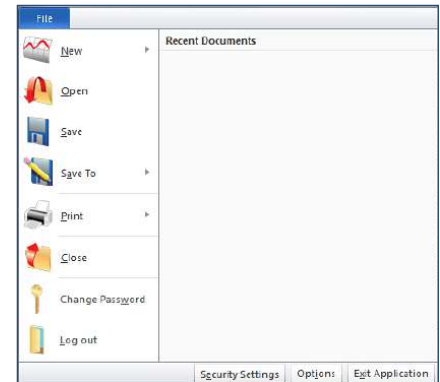 File
Recent Documents
New
Open
Save
Save To
Print
Close
Change Password
Log out
Security Settings
Options
Exit Application